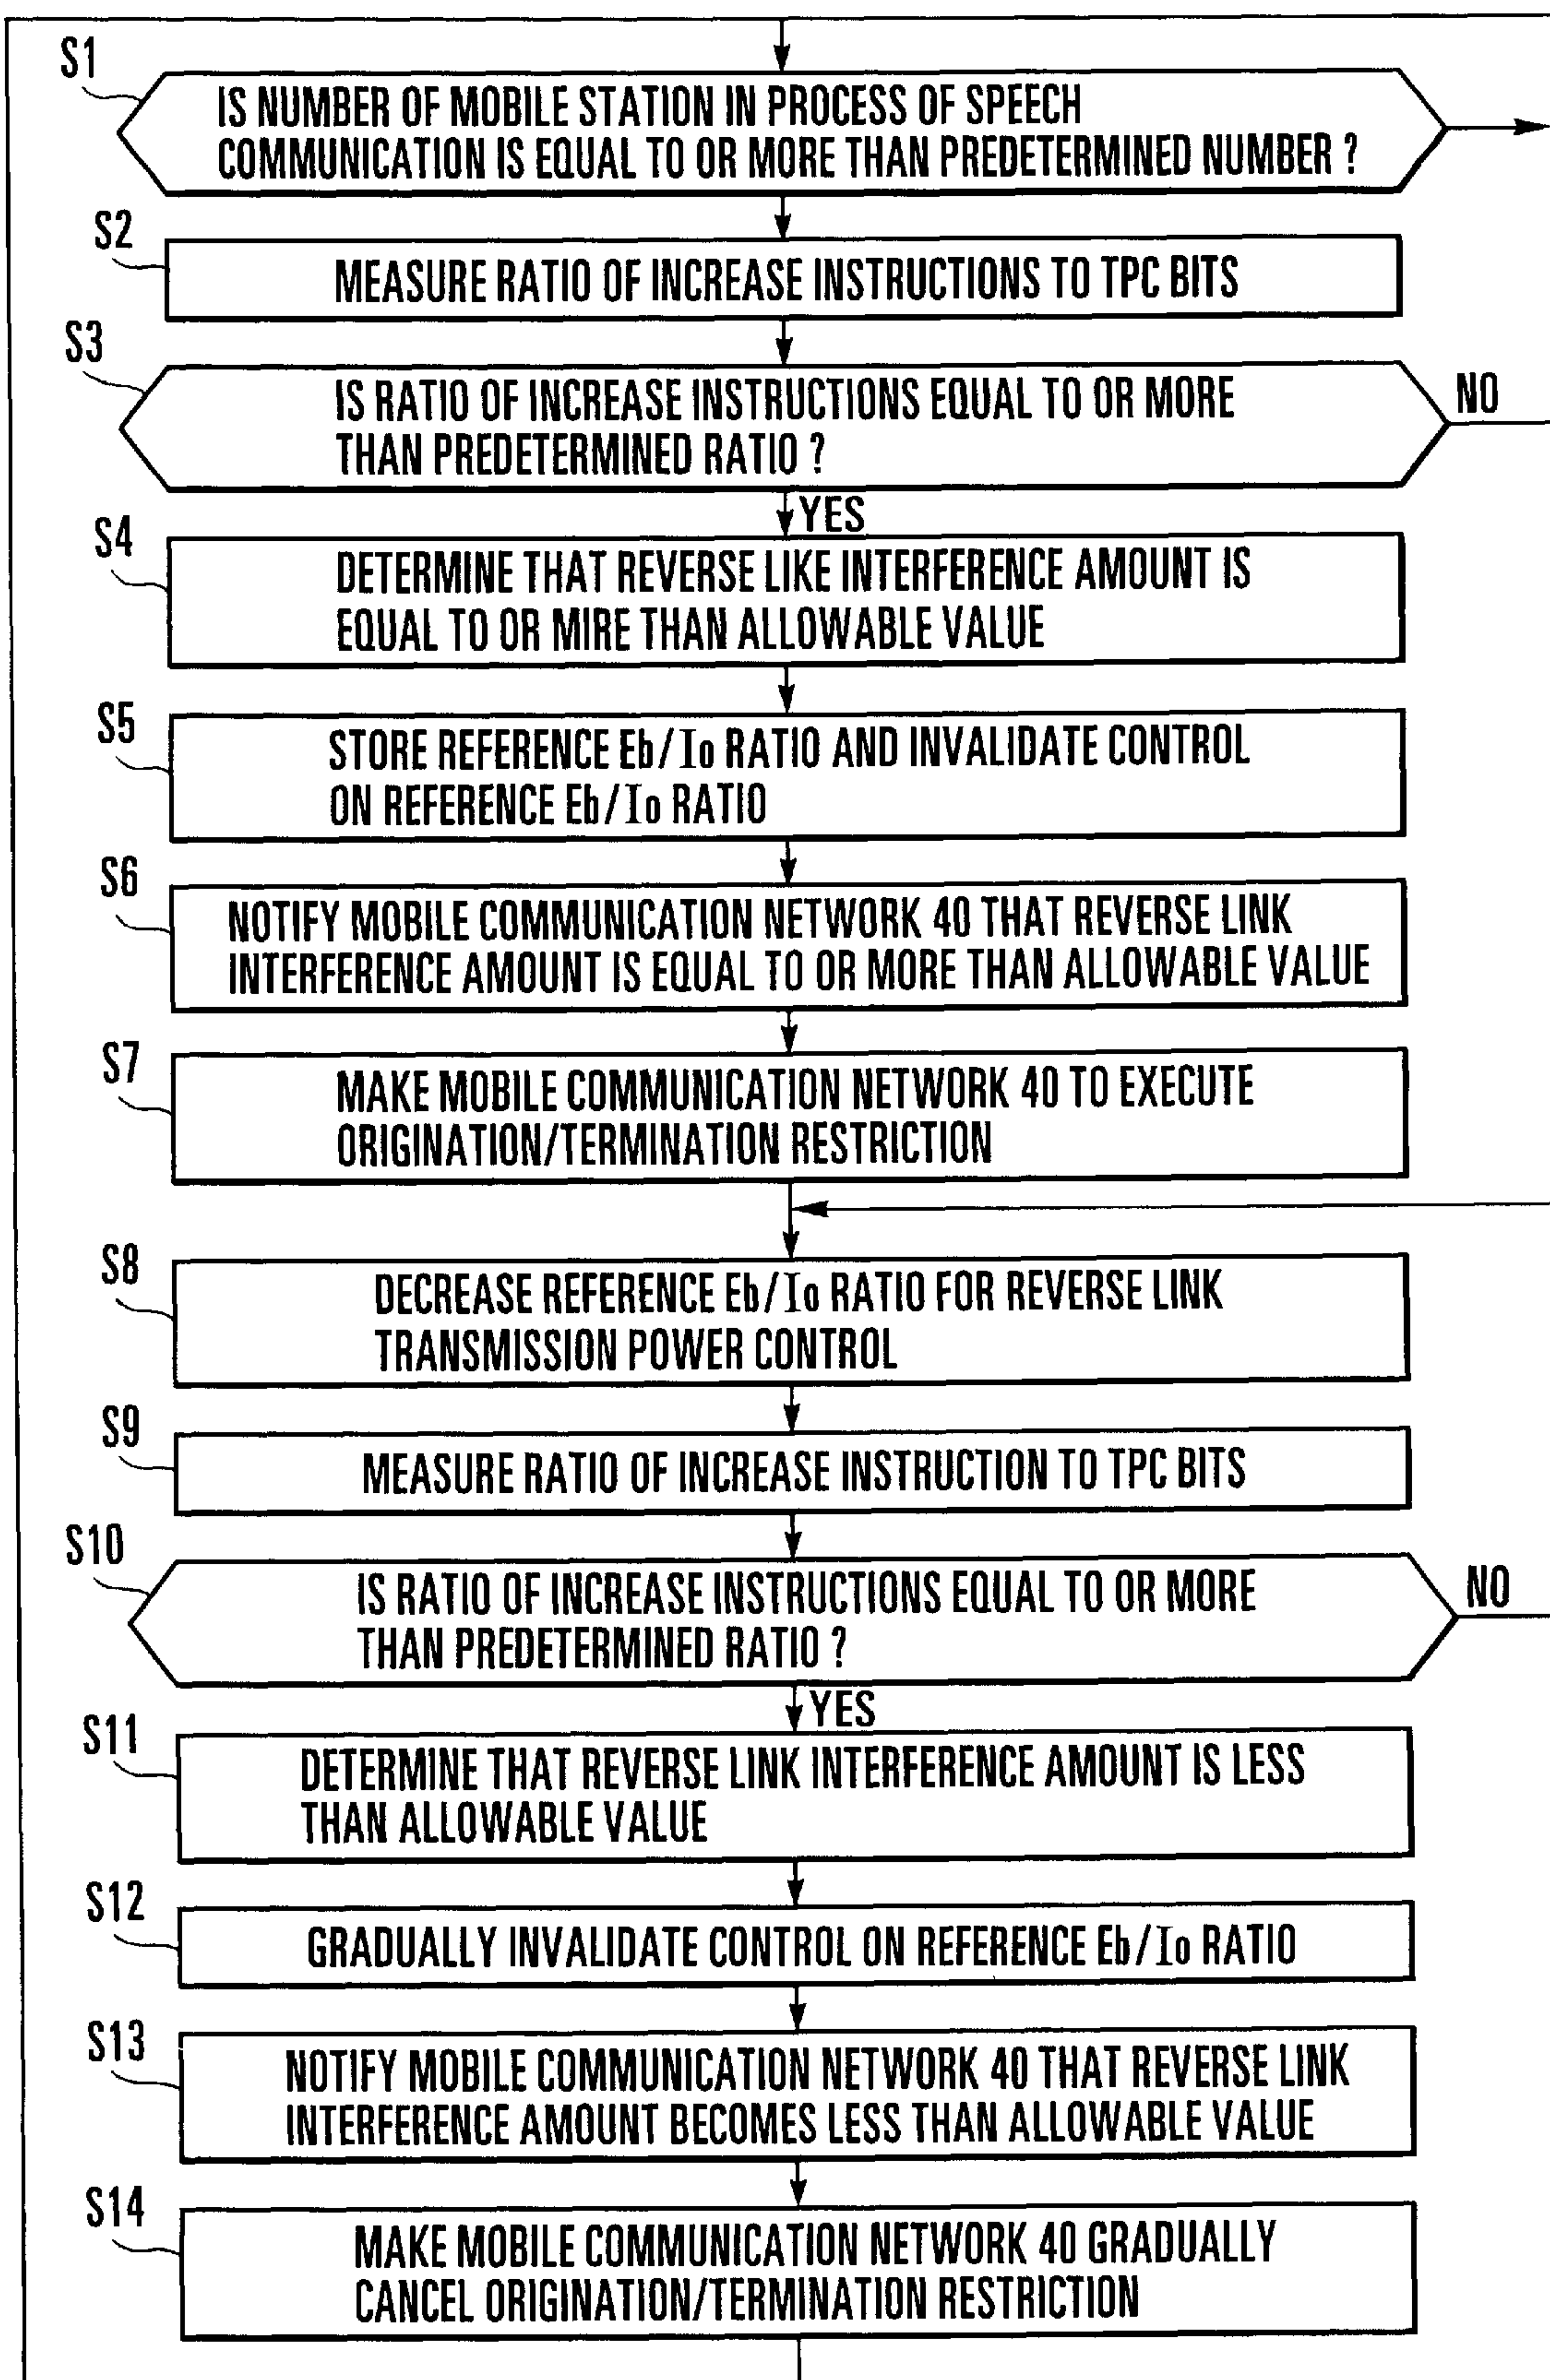 S1
IS NUMBER OF MOBILE STATION IN PROCESS OF SPEECH
COMMUNICATION IS EQUAL TO OR MORE THAN PREDETERMINED NUMBER ?
S2
MEASURE RATIO OF INCREASE INSTRUCTIONS TO TPC BITS
S3
IS RATIO OF INCREASE INSTRUCTIONS EQUAL TO OR MORE
THAN PREDETERMINED RATIO ?
NO
YES
S4
DETERMINE THAT REVERSE LIKE INTERFERENCE AMOUNT IS
EQUAL TO OR MIRE THAN ALLOWABLE VALUE
S5
STORE REFERENCE Eb/Io RATIO AND INVALIDATE CONTROL
ON REFERENCE Eb/Io RATIO
S6
NOTIFY MOBILE COMMUNICATION NETWORK 40 THAT REVERSE LINK
INTERFERENCE AMOUNT IS EQUAL TO OR MORE THAN ALLOWABLE VALUE
S7
MAKE MOBILE COMMUNICATION NETWORK 40 TO EXECUTE
ORIGINATION/TERMINATION RESTRICTION
S8
DECREASE REFERENCE Eb/Io RATIO FOR REVERSE LINK
TRANSMISSION POWER CONTROL
S9
MEASURE RATIO OF INCREASE INSTRUCTION TO TPC BITS
S10
IS RATIO OF INCREASE INSTRUCTIONS EQUAL TO OR MORE
THAN PREDETERMINED RATIO ?
NO
YES
S11
DETERMINE THAT REVERSE LINK INTERFERENCE AMOUNT IS LESS
THAN ALLOWABLE VALUE
S12
GRADUALLY INVALIDATE CONTROL ON REFERENCE Eb/Io RATIO
S13
NOTIFY MOBILE COMMUNICATION NETWORK 40 THAT REVERSE LINK
INTERFERENCE AMOUNT BECOMES LESS THAN ALLOWABLE VALUE
S14
MAKE MOBILE COMMUNICATION NETWORK 40 GRADUALLY
CANCEL ORIGINATION/TERMINATION RESTRICTION